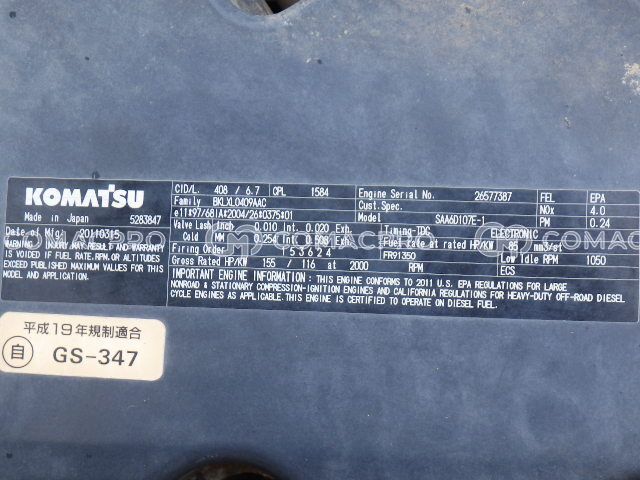 KOMATSU
Made in Japan 5283847
Date of Mfg. 20110315
WARNING: INJURY MAY RESULT AND WARRANTY IS VOIDED IF FUEL RATE, RPM, OR ALTITUDE EXCEED PUBLISHED MAXIMUM VALUES FOR THIS MODEL AND APPLICATION.
CID/L. 408 / 6.7 CPL 1584 Engine Serial No. 26577387 FEL EPA
Family BKLXL0409AAC Cust.Spec. NOx 4.0
e11*97/68IA*2004/26*0375*01 Model SAA6D107E-1 PM 0.24
Valve Lash Inch 0.010 Int 0.020 Exh. Timing-TDC ELECTRONIC
Cold MM 0.254 Int 0.508 Exh. Fuel rate at rated HP/KW 85 mm3/st
53624 FR91350 Low Idle RPM 1050
Gross Rated HP/KW 155 / 116 at 2000 RPM ECS
IMPORTANT ENGINE INFORMATION: THIS ENGINE CONFORMS TO 2011 U.S. EPA REGULATIONS FOR LARGE
NONROAD & STATIONARY COMPRESSION-IGNITION ENGINES AND CALIFORNIA REGULATIONS FOR HEAVY-DUTY OFF-ROAD DIESEL
CYCLE ENGINES AS APPLICABLE. THIS ENGINE IS CERTIFIED TO OPERATE ON DIESEL FUEL.
平成19年規制適合
自 GS-347